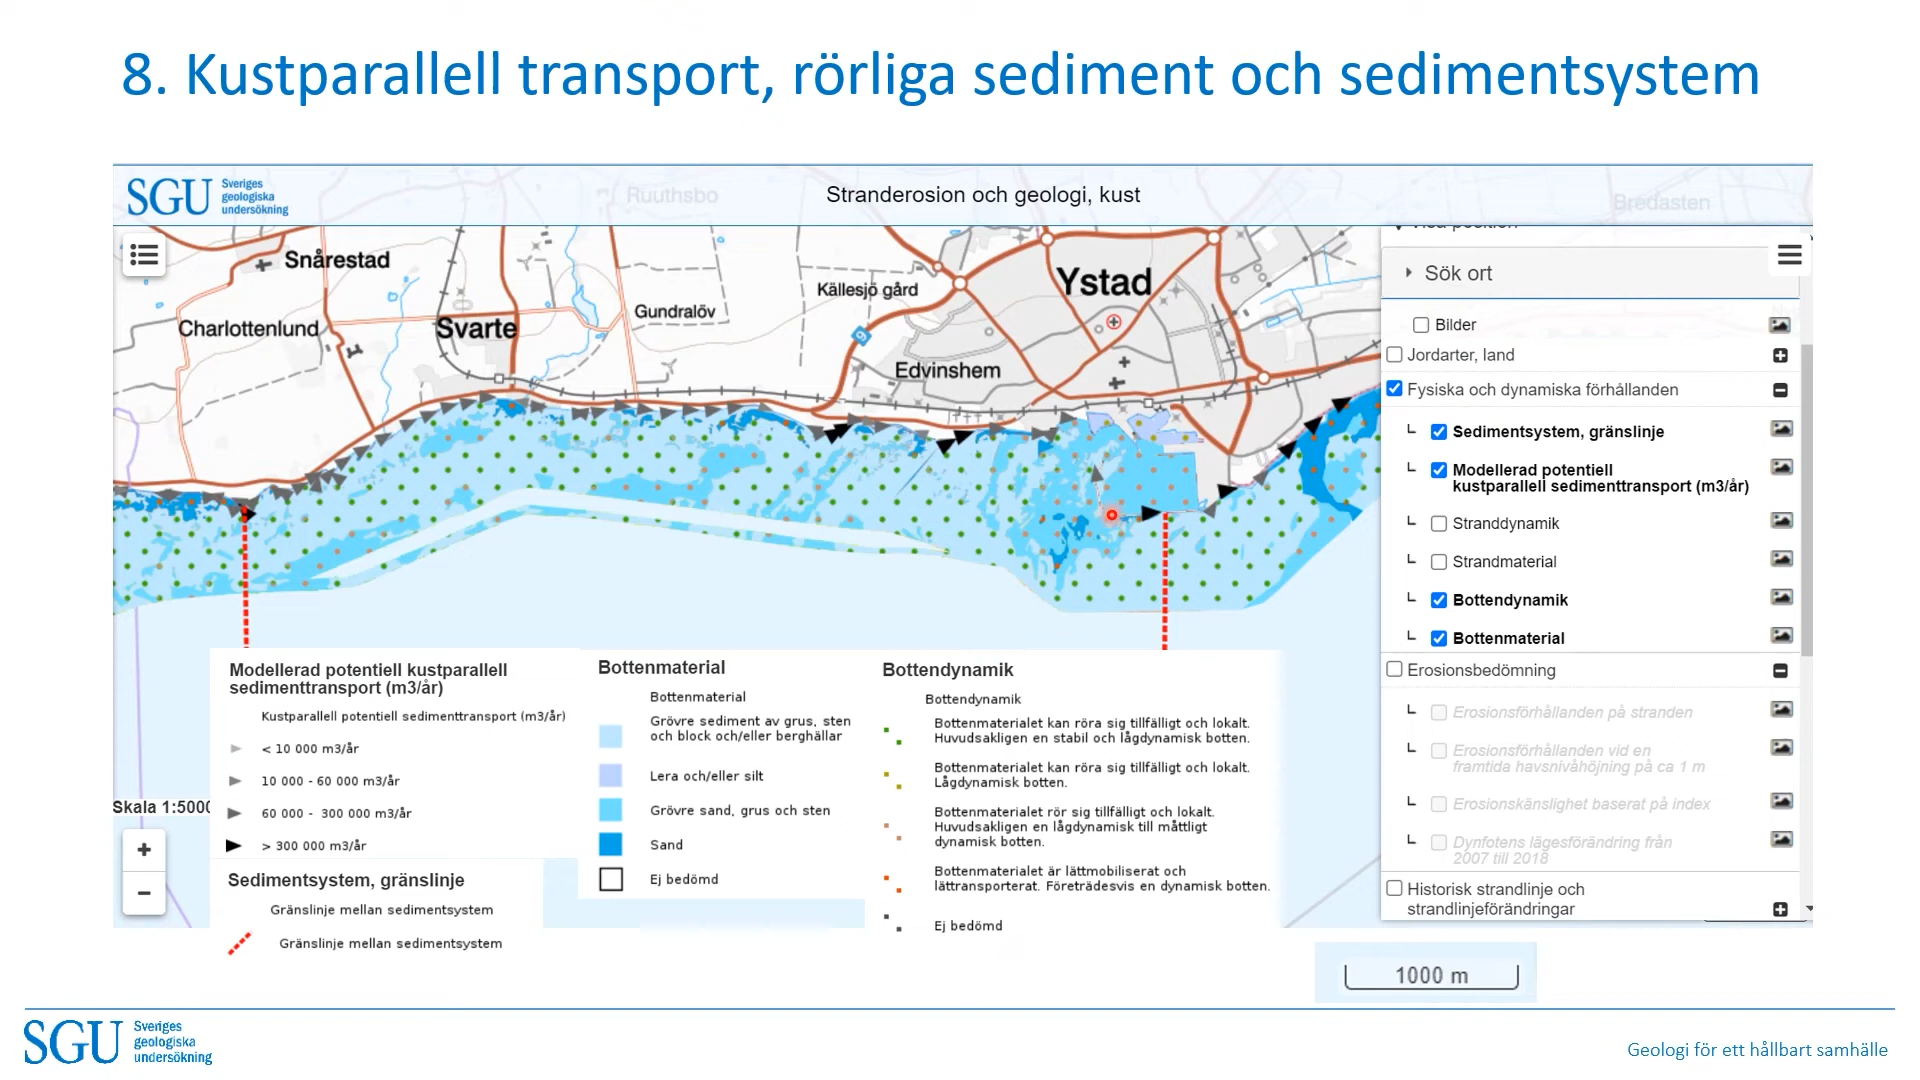 8. Kustparallell transport, rörliga sediment och sedimentsystem
SGU Sveriges
geologiska
undersökning
Ruuthsbo
Stranderosion och geologi, kust
Bredasten
Snårestad
Charlottenlund
Svarte
Gundralöv
Källesjö gård
Ystad
9
Edvinshem
Visa position
Sök ort
Bilder
Jordarter, land
Fysiska och dynamiska förhållanden
Sedimentsystem, gränslinje
Modellerad potentiell
kustparallell sedimenttransport (m3/år)
Stranddynamik
Strandmaterial
Bottendynamik
Bottenmaterial
Erosionsbedömning
Erosionsförhållanden på stranden
Erosionsförhållanden vid en
framtida havsnivåhöjning på ca 1 m
Erosionskänslighet baserat på index
Dynfotens lägesförändring från
2007 till 2018
Historisk strandlinje och
strandlinjeförändringar
Skala 1:5000
+
−
Modellerad potentiell kustparallell
sedimenttransport (m3/år)
Kustparallell potentiell sedimenttransport (m3/år)
< 10 000 m3/år
10 000 - 60 000 m3/år
60 000 - 300 000 m3/år
> 300 000 m3/år
Sedimentsystem, gränslinje
Gränslinje mellan sedimentsystem
Gränslinje mellan sedimentsystem
Bottenmaterial
Bottenmaterial
Grövre sediment av grus, sten
och block och/eller berghällar
Lera och/eller silt
Grövre sand, grus och sten
Sand
Ej bedömd
Bottendynamik
Bottendynamik
Bottenmaterialet kan röra sig tillfälligt och lokalt.
Huvudsakligen en stabil och lågdynamisk botten.
Bottenmaterialet kan röra sig tillfälligt och lokalt.
Lågdynamisk botten.
Bottenmaterialet rör sig tillfälligt och lokalt.
Huvudsakligen en lågdynamisk till måttligt
dynamisk botten.
Bottenmaterialet är lättmobiliserat och
lättransporterat. Företrädesvis en dynamisk botten.
Ej bedömd
1000 m
SGU Sveriges
geologiska
undersökning
Geologi för ett hållbart samhälle